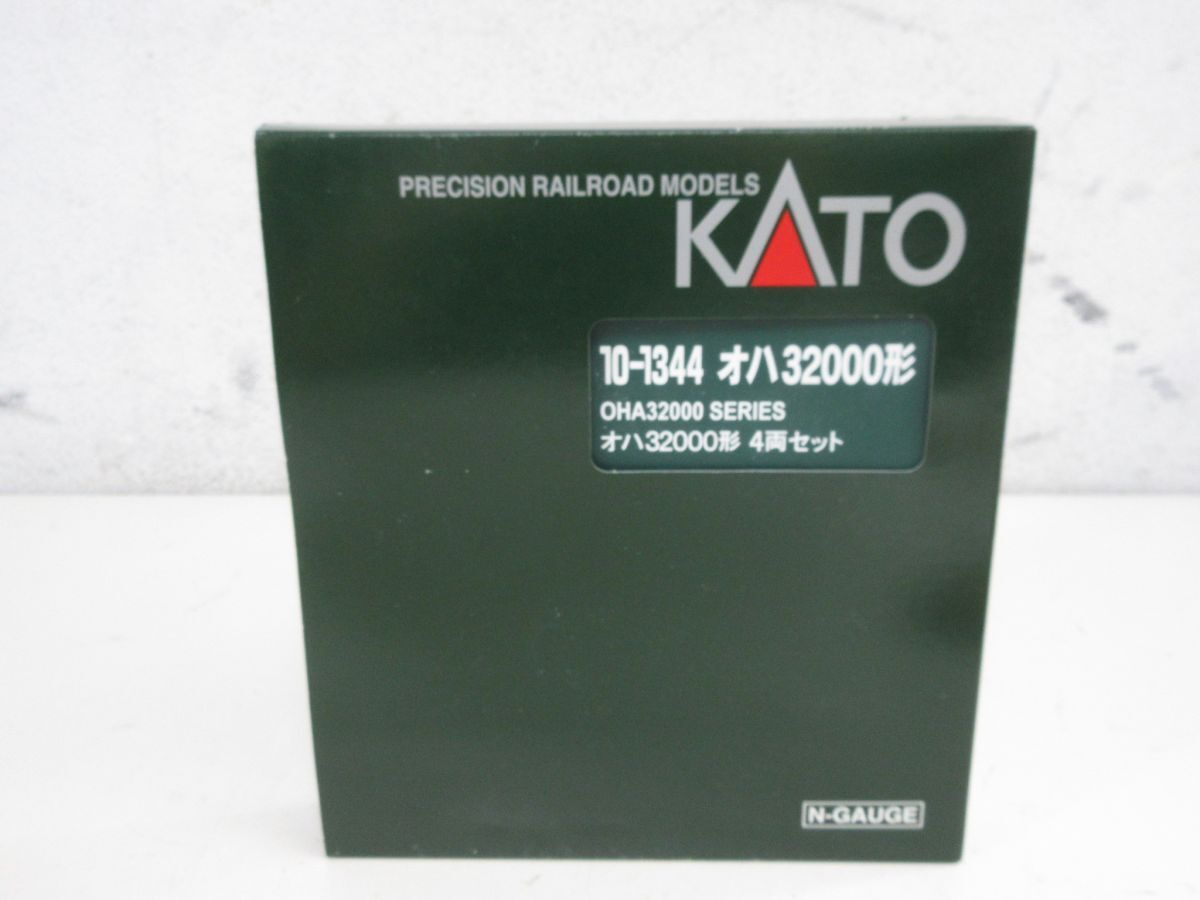 PRECISION RAILROAD MODELS
KATO
10-1344 オハ32000形
OHA32000 SERIES
オハ32000形 4両セット
N-GAUGE